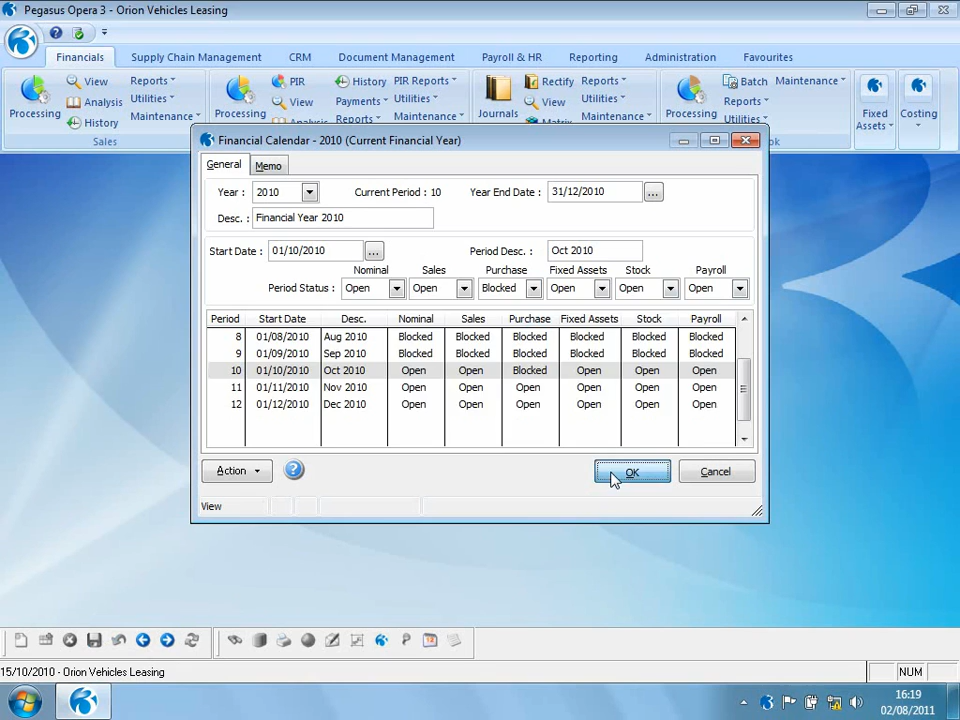 Pegasus Opera 3 - Orion Vehicles Leasing
Financials Supply Chain Management CRM Document Management Payroll & HR Reporting Administration Favourites
View Reports PIR History PIR Reports Rectify Reports Batch Maintenance
Processing Analysis Utilities Processing View Payments Utilities Journals View Utilities Processing Reports Fixed Assets Costing
History Maintenance Reports Maintenance Matrix Maintenance Utilities
Sales
Financial Calendar - 2010 (Current Financial Year)
General Memo
Year : 2010 Current Period : 10 Year End Date : 31/12/2010 ...
Desc. : Financial Year 2010
Start Date : 01/10/2010 ... Period Desc. : Oct 2010
Nominal Sales Purchase Fixed Assets Stock Payroll
Period Status : Open Open Blocked Open Open Open
Period Start Date Desc. Nominal Sales Purchase Fixed Assets Stock Payroll
8 01/08/2010 Aug 2010 Blocked Blocked Blocked Blocked Blocked Blocked
9 01/09/2010 Sep 2010 Blocked Blocked Blocked Blocked Blocked Blocked
10 01/10/2010 Oct 2010 Open Open Blocked Open Open Open
11 01/11/2010 Nov 2010 Open Open Open Open Open Open
12 01/12/2010 Dec 2010 Open Open Open Open Open Open
Action OK Cancel
View
15/10/2010 - Orion Vehicles Leasing NUM
16:19
02/08/2011